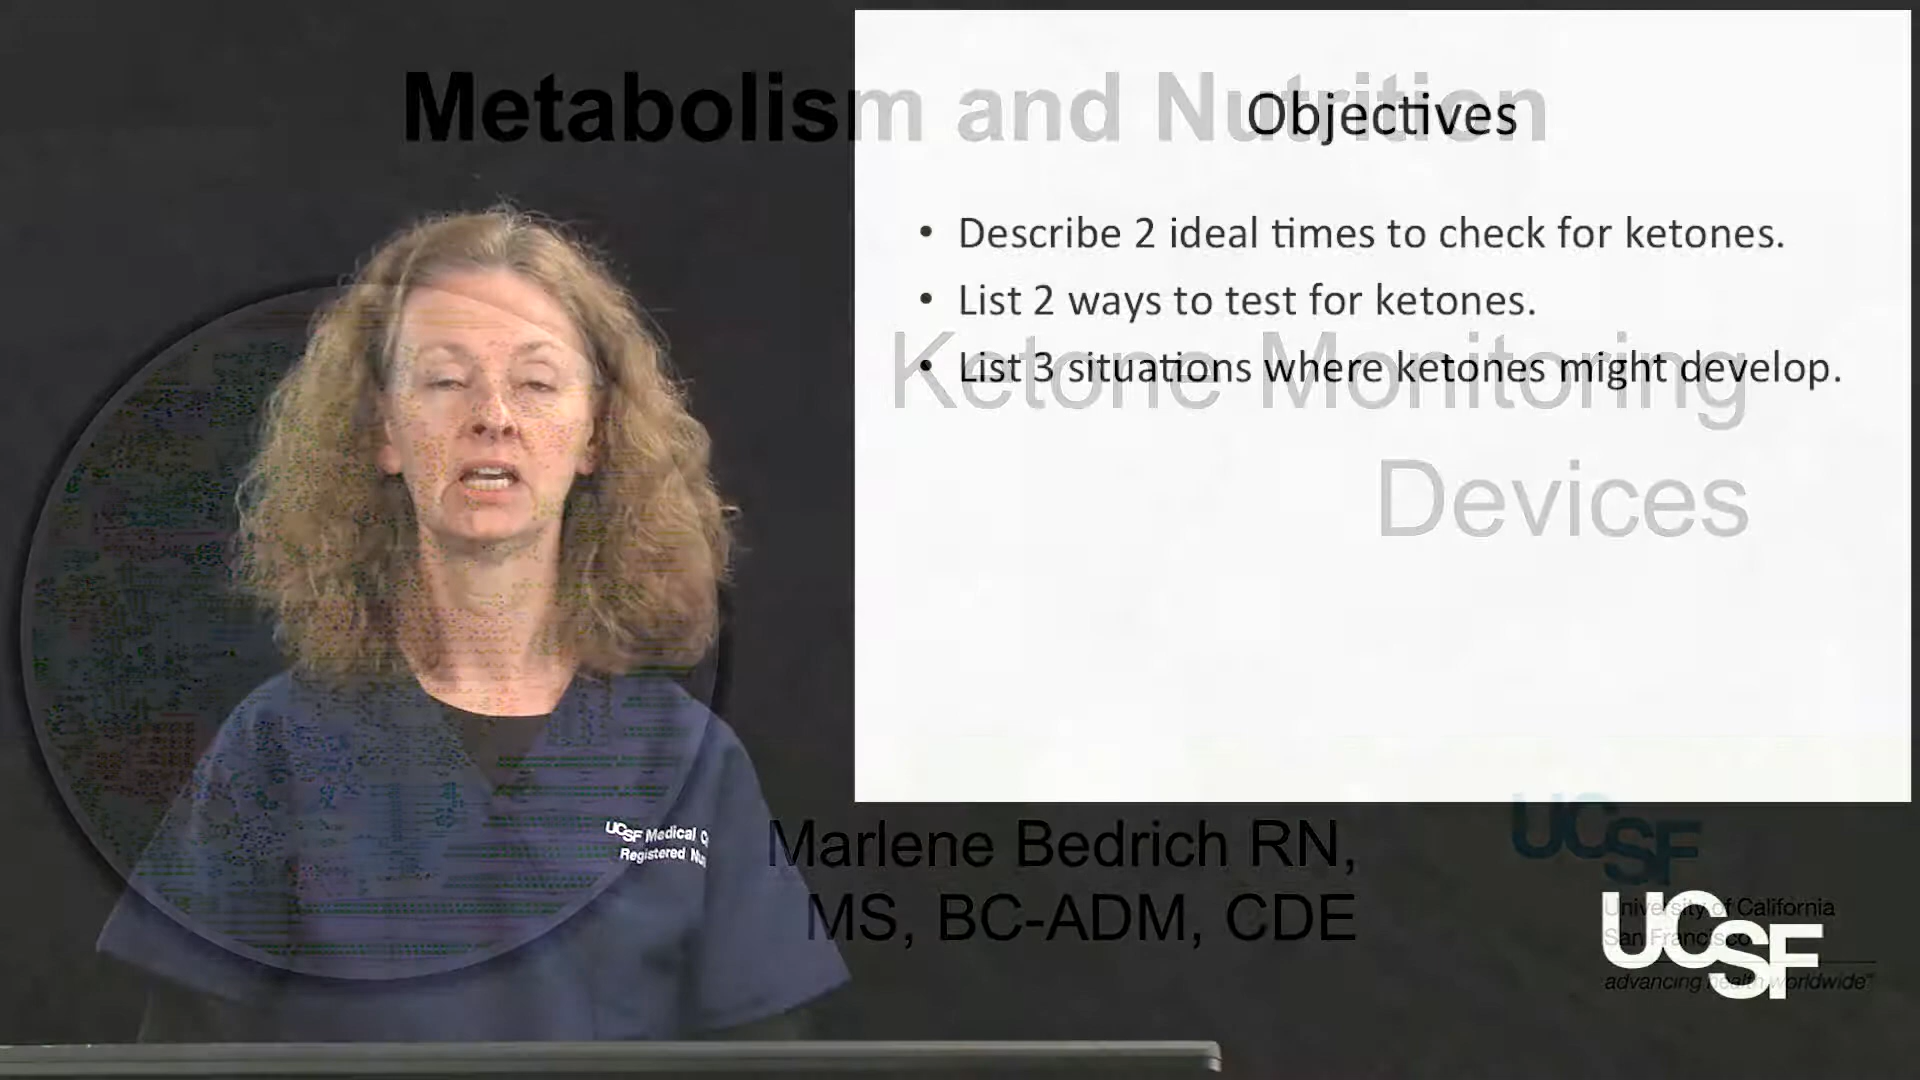 Metabolism and Nutrition
Objectives
• Describe 2 ideal times to check for ketones.
• List 2 ways to test for ketones.
• List 3 situations where ketones might develop.
Ketone Monitoring
Devices
UCSF Medical
Registered
Marlene Bedrich RN,
MS, BC-ADM, CDE
UCSF
UCSF
University of California
San Francisco
advancing health worldwide